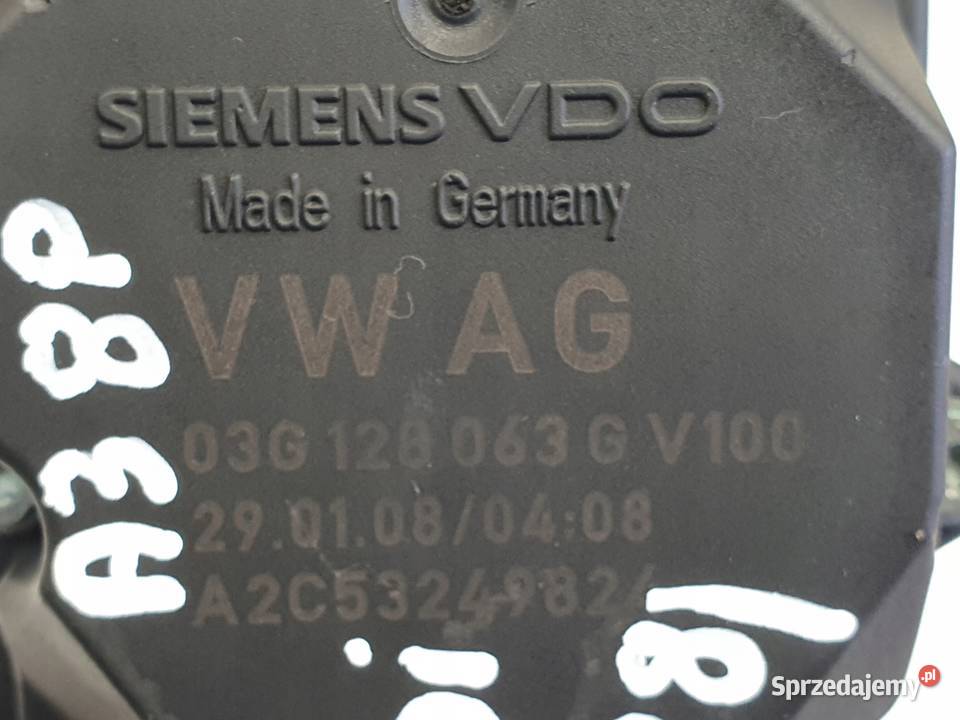 SIEMENS VDO
Made in Germany
VW AG
03G 128 063 G V100
29.01.08/04:08
A3 8P
Sprzedajemy.pl